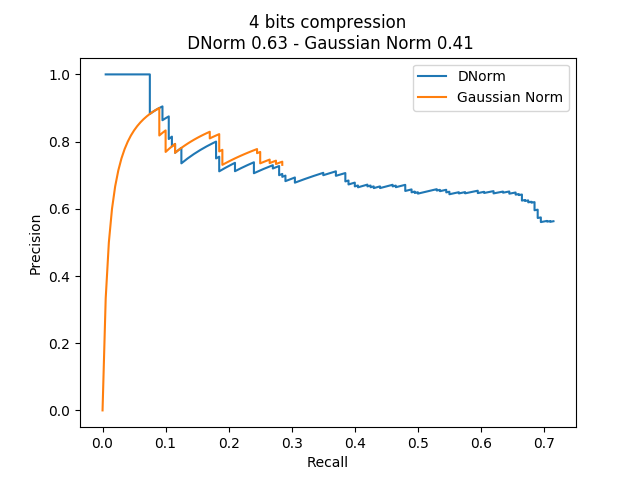 4 bits compression
DNorm 0.63 - Gaussian Norm 0.41
DNorm
Gaussian Norm
1.0
0.8
0.6
0.4
0.2
0.0
Precision
0.0 0.1 0.2 0.3 0.4 0.5 0.6 0.7
Recall